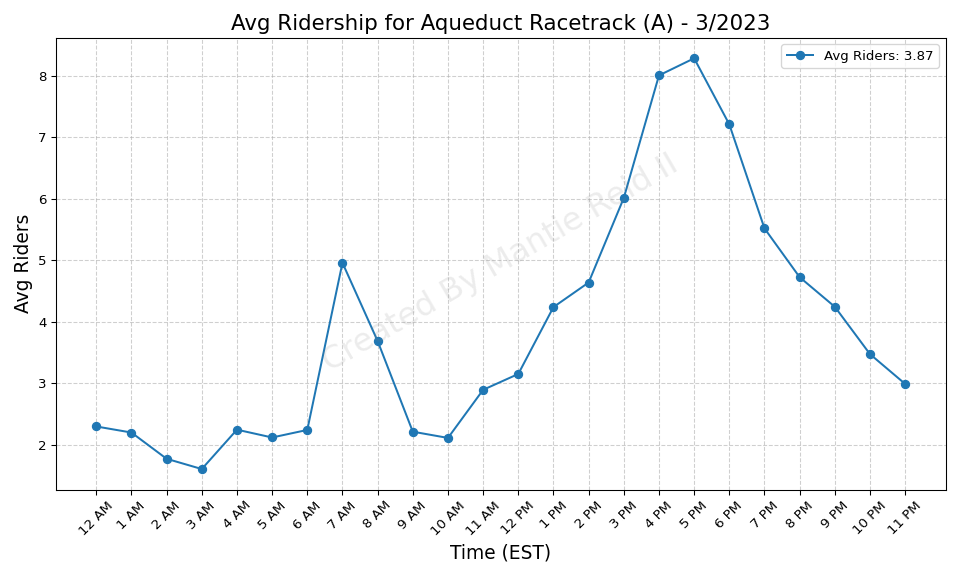 Avg Ridership for Aqueduct Racetrack (A) - 3/2023
Avg Riders: 3.87
8
7
6
5
4
3
2
Avg Riders
Created By Mantle Reid II
12 AM
1 AM
2 AM
3 AM
4 AM
5 AM
6 AM
7 AM
8 AM
9 AM
10 AM
11 AM
12 PM
1 PM
2 PM
3 PM
4 PM
5 PM
6 PM
7 PM
8 PM
9 PM
10 PM
11 PM
Time (EST)